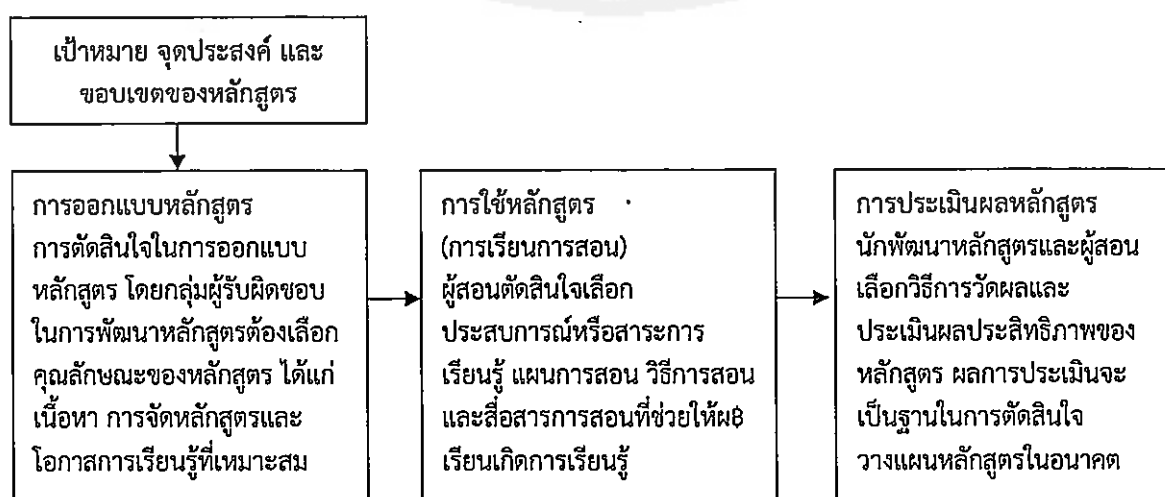 เป้าหมาย จุดประสงค์ และ
ขอบเขตของหลักสูตร
การออกแบบหลักสูตร
การตัดสินใจในการออกแบบ
หลักสูตร โดยกลุ่มผู้รับผิดชอบ
ในการพัฒนาหลักสูตรต้องเลือก
คุณลักษณะของหลักสูตร ได้แก่
เนื้อหา การจัดหลักสูตรและ
โอกาสการเรียนรู้ที่เหมาะสม
การใช้หลักสูตร
(การเรียนการสอน)
ผู้สอนตัดสินใจเลือก
ประสบการณ์หรือสาระการ
เรียนรู้ แผนการสอน วิธีการสอน
และสื่อสารการสอนที่ช่วยให้ผ฿
เรียนเกิดการเรียนรู้
การประเมินผลหลักสูตร
นักพัฒนาหลักสูตรและผู้สอน
เลือกวิธีการวัดผลและ
ประเมินผลประสิทธิภาพของ
หลักสูตร ผลการประเมินจะ
เป็นฐานในการตัดสินใจ
วางแผนหลักสูตรในอนาคต